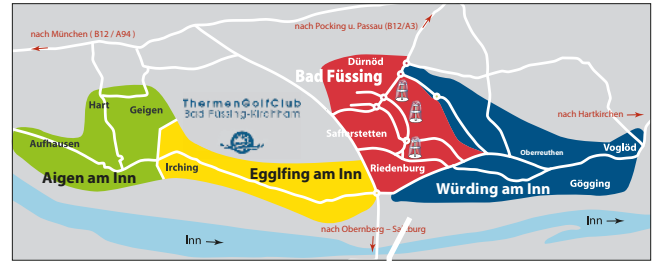 nach München ( B12 / A94 )
nach Pocking u. Passau (B12/A3)
Dürnöd
Bad Füssing
ThermenGolfClub
Bad Füssing-Kirchham
Hart
Geigen
nach Hartkirchen
Safferstetten
Aufhausen
Oberreuthen
Voglöd
Irching
Egglfing am Inn
Riedenburg
Aigen am Inn
Würding am Inn
Gögging
nach Obernberg – Salzburg
Inn
Inn